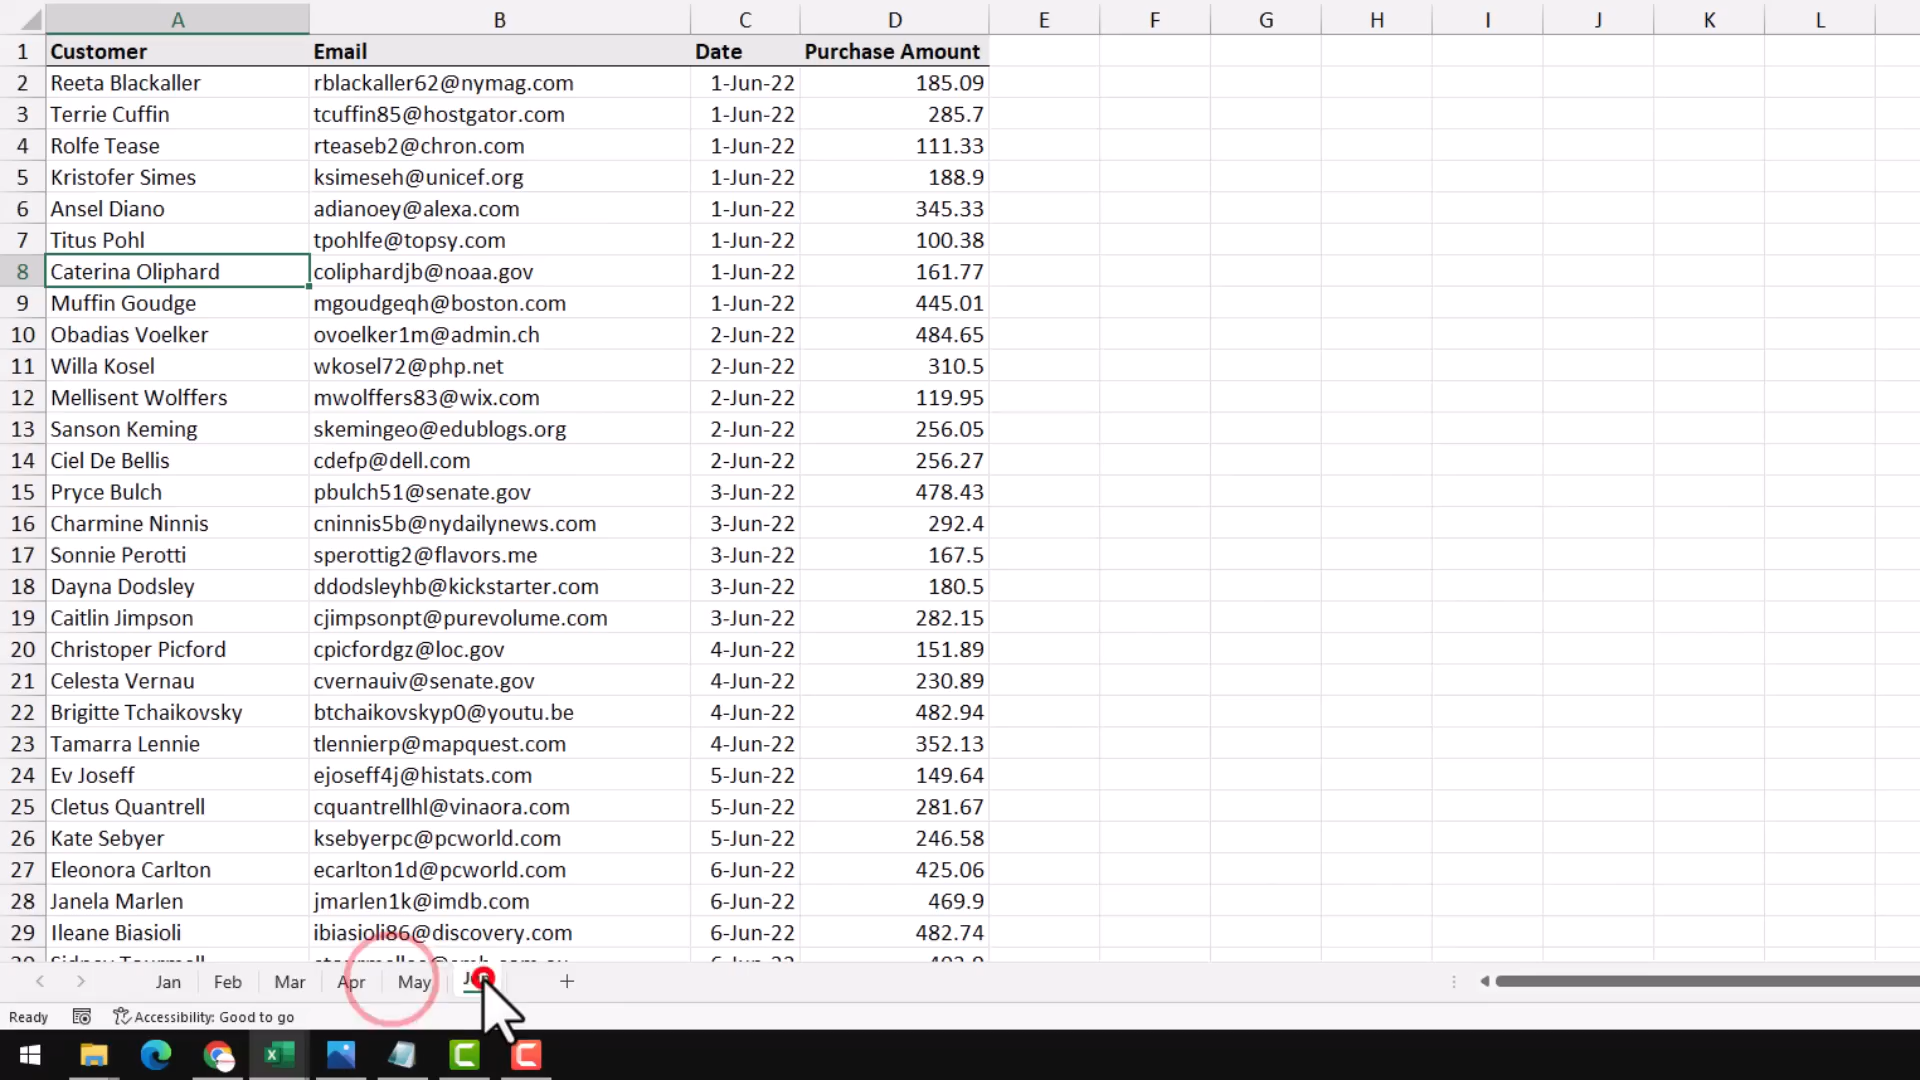 A B C D E F G H I J K L
1 Customer Email Date Purchase Amount
2 Reeta Blackaller rblackaller62@nymag.com 1-Jun-22 185.09
3 Terrie Cuffin tcuffin85@hostgator.com 1-Jun-22 285.7
4 Rolfe Tease rteaseb2@chron.com 1-Jun-22 111.33
5 Kristofer Simes ksimeseh@unicef.org 1-Jun-22 188.9
6 Ansel Diano adianoey@alexa.com 1-Jun-22 345.33
7 Titus Pohl tpohlfe@topsy.com 1-Jun-22 100.38
8 Caterina Oliphard coliphardjb@noaa.gov 1-Jun-22 161.77
9 Muffin Goudge mgoudgeqh@boston.com 1-Jun-22 445.01
10 Obadias Voelker ovoelker1m@admin.ch 2-Jun-22 484.65
11 Willa Kosel wkosel72@php.net 2-Jun-22 310.5
12 Mellisent Wolffers mwolffers83@wix.com 2-Jun-22 119.95
13 Sanson Keming skemingeo@edublogs.org 2-Jun-22 256.05
14 Ciel De Bellis cdefp@dell.com 2-Jun-22 256.27
15 Pryce Bulch pbulch51@senate.gov 3-Jun-22 478.43
16 Charmine Ninnis cninnis5b@nydailynews.com 3-Jun-22 292.4
17 Sonnie Perotti sperottig2@flavors.me 3-Jun-22 167.5
18 Dayna Dodsley ddodsleyhb@kickstarter.com 3-Jun-22 180.5
19 Caitlin Jimpson cjimpsonpt@purevolume.com 3-Jun-22 282.15
20 Christoper Picford cpicfordgz@loc.gov 4-Jun-22 151.89
21 Celesta Vernau cvernauiv@senate.gov 4-Jun-22 230.89
22 Brigitte Tchaikovsky btchaikovskyp0@youtu.be 4-Jun-22 482.94
23 Tamarra Lennie tlennierp@mapquest.com 4-Jun-22 352.13
24 Ev Joseff ejoseff4j@histats.com 5-Jun-22 149.64
25 Cletus Quantrell cquantrellhl@vinaora.com 5-Jun-22 281.67
26 Kate Sebyer ksebyerpc@pcworld.com 5-Jun-22 246.58
27 Eleonora Carlton ecarlton1d@pcworld.com 6-Jun-22 425.06
28 Janela Marlen jmarlen1k@imdb.com 6-Jun-22 469.9
29 Ileane Biasioli ibiasioli86@discovery.com 6-Jun-22 482.74
Jan Feb Mar Apr May
Ready Accessibility: Good to go